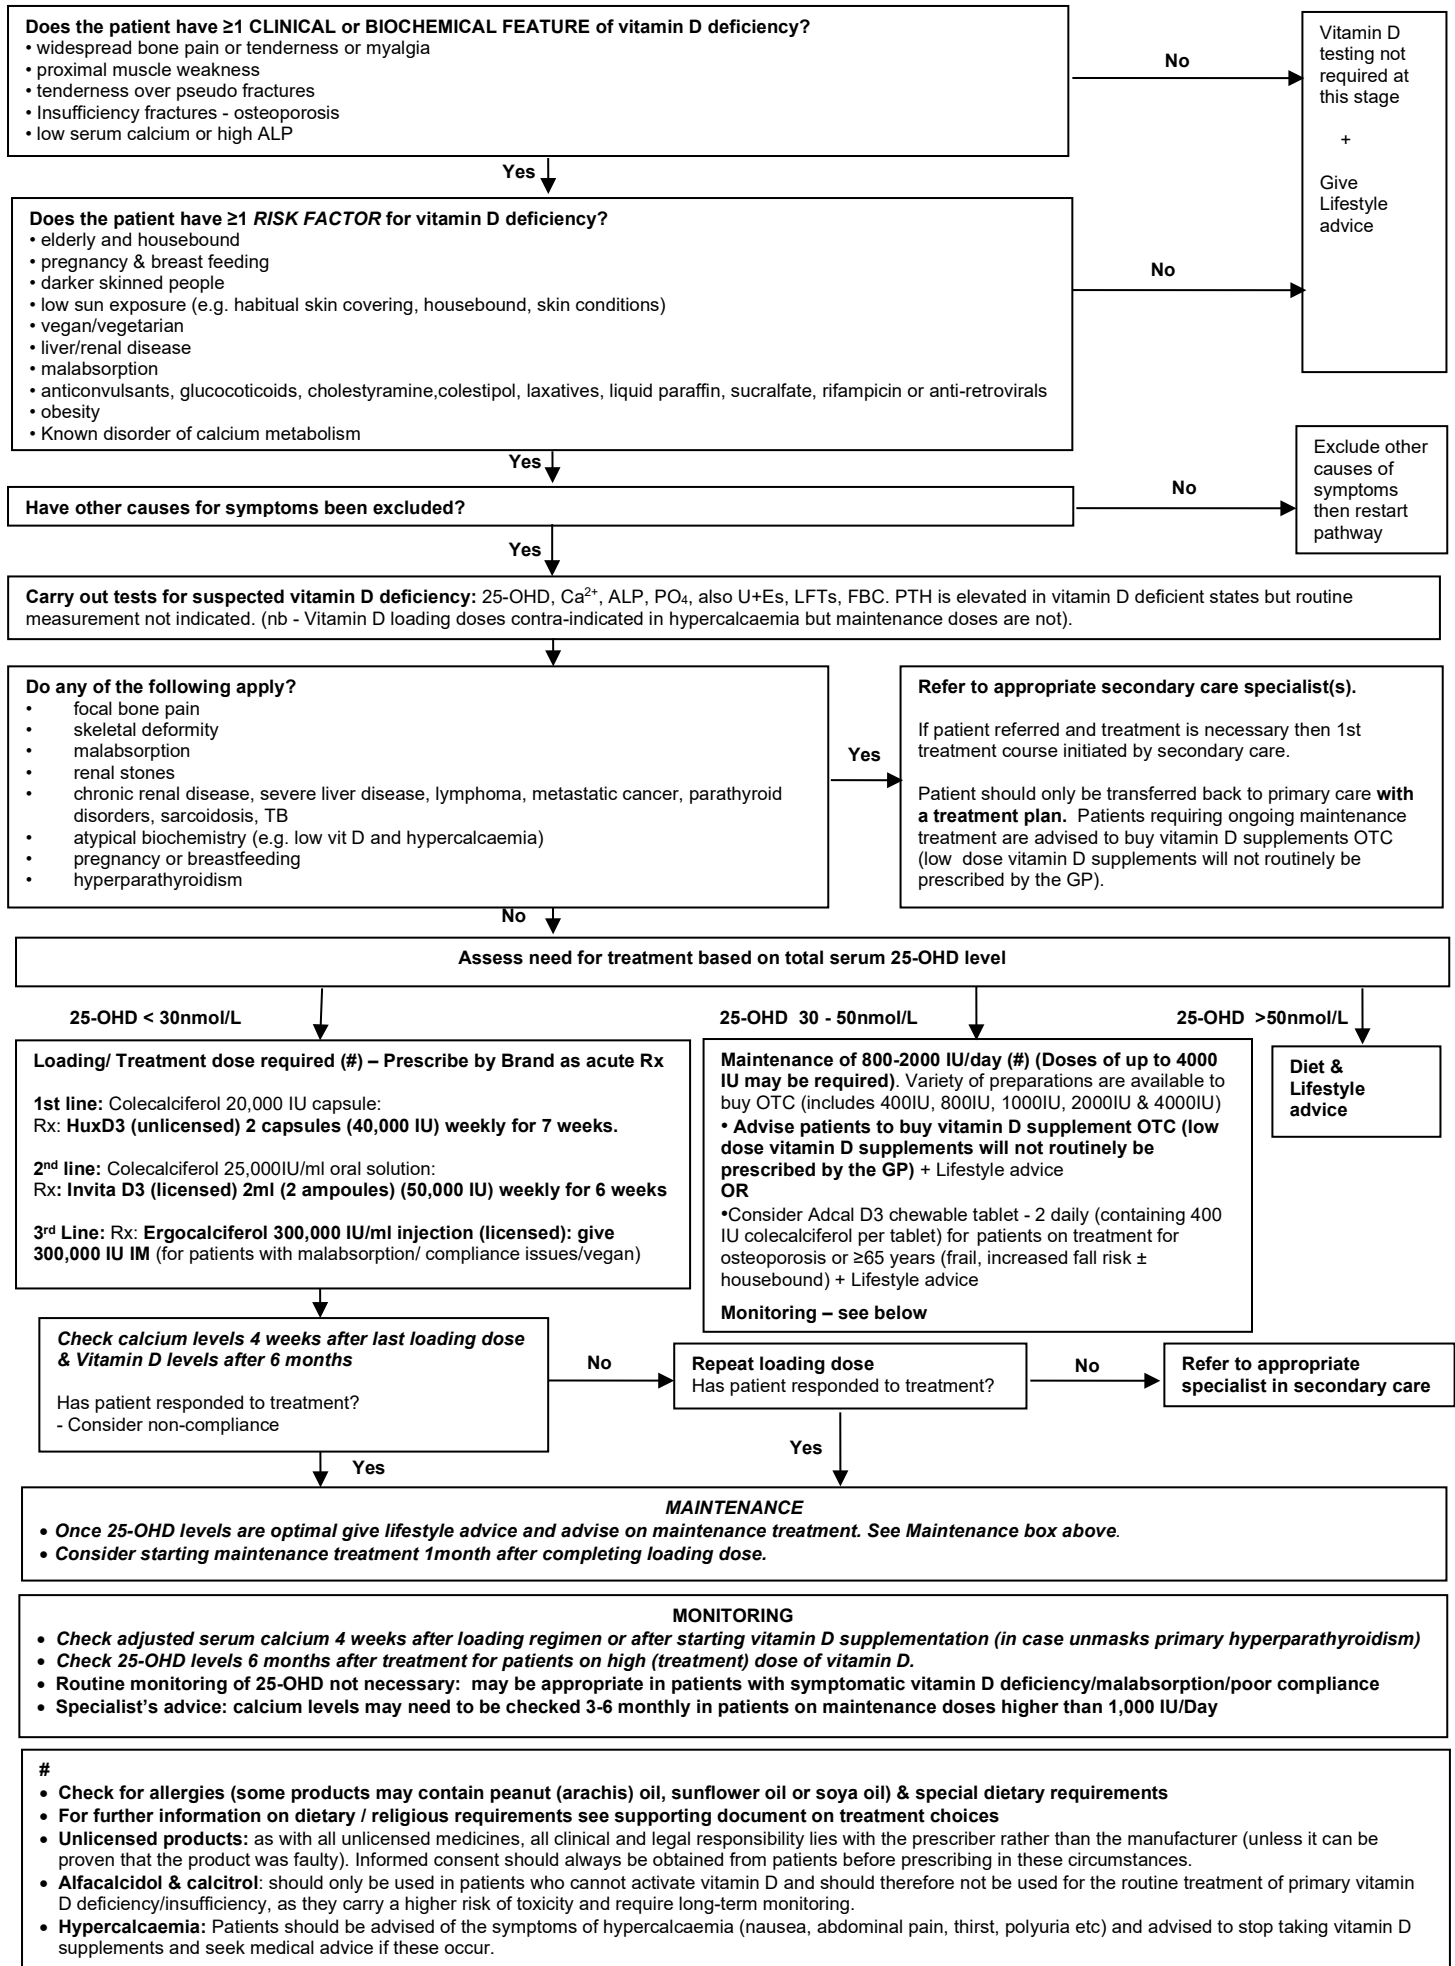 Does the patient have ≥1 CLINICAL or BIOCHEMICAL FEATURE of vitamin D deficiency?
• widespread bone pain or tenderness or myalgia
• proximal muscle weakness
• tenderness over pseudo fractures
• Insufficiency fractures - osteoporosis
• low serum calcium or high ALP
No
Vitamin D
testing not
required at
this stage
+
Give
Lifestyle
advice
Yes
Does the patient have ≥1 RISK FACTOR for vitamin D deficiency?
• elderly and housebound
• pregnancy & breast feeding
• darker skinned people
• low sun exposure (e.g. habitual skin covering, housebound, skin conditions)
• vegan/vegetarian
• liver/renal disease
• malabsorption
• anticonvulsants, glucocoticoids, cholestyramine,colestipol, laxatives, liquid paraffin, sucralfate, rifampicin or anti-retrovirals
• obesity
• Known disorder of calcium metabolism
No
Yes
Have other causes for symptoms been excluded?
No
Exclude other
causes of
symptoms
then restart
pathway
Yes
Carry out tests for suspected vitamin D deficiency: 25-OHD, Ca²⁺, ALP, PO₄, also U+Es, LFTs, FBC. PTH is elevated in vitamin D deficient states but routine
measurement not indicated. (nb - Vitamin D loading doses contra-indicated in hypercalcaemia but maintenance doses are not).
Do any of the following apply?
• focal bone pain
• skeletal deformity
• malabsorption
• renal stones
• chronic renal disease, severe liver disease, lymphoma, metastatic cancer, parathyroid
disorders, sarcoidosis, TB
• atypical biochemistry (e.g. low vit D and hypercalcaemia)
• pregnancy or breastfeeding
• hyperparathyroidism
Yes
Refer to appropriate secondary care specialist(s).
If patient referred and treatment is necessary then 1st
treatment course initiated by secondary care.
Patient should only be transferred back to primary care with
a treatment plan. Patients requiring ongoing maintenance
treatment are advised to buy vitamin D supplements OTC
(low dose vitamin D supplements will not routinely be
prescribed by the GP).
No
Assess need for treatment based on total serum 25-OHD level
25-OHD < 30nmol/L
25-OHD 30 - 50nmol/L
25-OHD >50nmol/L
Loading/ Treatment dose required (#) – Prescribe by Brand as acute Rx
1st line: Colecalciferol 20,000 IU capsule:
Rx: HuxD3 (unlicensed) 2 capsules (40,000 IU) weekly for 7 weeks.
2nd line: Colecalciferol 25,000IU/ml oral solution:
Rx: Invita D3 (licensed) 2ml (2 ampoules) (50,000 IU) weekly for 6 weeks
3rd Line: Rx: Ergocalciferol 300,000 IU/ml injection (licensed): give
300,000 IU IM (for patients with malabsorption/ compliance issues/vegan)
Maintenance of 800-2000 IU/day (#) (Doses of up to 4000
IU may be required). Variety of preparations are available to
buy OTC (includes 400IU, 800IU, 1000IU, 2000IU & 4000IU)
• Advise patients to buy vitamin D supplement OTC (low
dose vitamin D supplements will not routinely be
prescribed by the GP) + Lifestyle advice
OR
•Consider Adcal D3 chewable tablet - 2 daily (containing 400
IU colecalciferol per tablet) for patients on treatment for
osteoporosis or ≥65 years (frail, increased fall risk ±
housebound) + Lifestyle advice
Monitoring – see below
Diet &
Lifestyle
advice
Check calcium levels 4 weeks after last loading dose
& Vitamin D levels after 6 months
Has patient responded to treatment?
- Consider non-compliance
No
Repeat loading dose
Has patient responded to treatment?
No
Refer to appropriate
specialist in secondary care
Yes
Yes
MAINTENANCE
• Once 25-OHD levels are optimal give lifestyle advice and advise on maintenance treatment. See Maintenance box above.
• Consider starting maintenance treatment 1month after completing loading dose.
MONITORING
• Check adjusted serum calcium 4 weeks after loading regimen or after starting vitamin D supplementation (in case unmasks primary hyperparathyroidism)
• Check 25-OHD levels 6 months after treatment for patients on high (treatment) dose of vitamin D.
• Routine monitoring of 25-OHD not necessary: may be appropriate in patients with symptomatic vitamin D deficiency/malabsorption/poor compliance
• Specialist's advice: calcium levels may need to be checked 3-6 monthly in patients on maintenance doses higher than 1,000 IU/Day
#
• Check for allergies (some products may contain peanut (arachis) oil, sunflower oil or soya oil) & special dietary requirements
• For further information on dietary / religious requirements see supporting document on treatment choices
• Unlicensed products: as with all unlicensed medicines, all clinical and legal responsibility lies with the prescriber rather than the manufacturer (unless it can be
proven that the product was faulty). Informed consent should always be obtained from patients before prescribing in these circumstances.
• Alfacalcidol & calcitrol: should only be used in patients who cannot activate vitamin D and should therefore not be used for the routine treatment of primary vitamin
D deficiency/insufficiency, as they carry a higher risk of toxicity and require long-term monitoring.
• Hypercalcaemia: Patients should be advised of the symptoms of hypercalcaemia (nausea, abdominal pain, thirst, polyuria etc) and advised to stop taking vitamin D
supplements and seek medical advice if these occur.